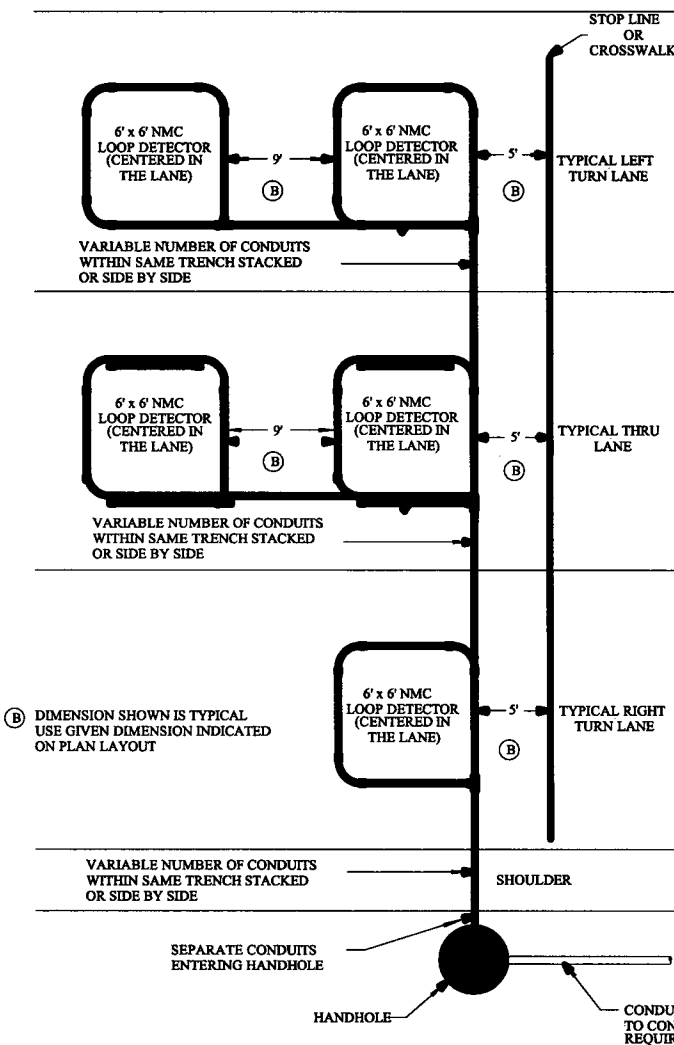 STOP LINE
OR
CROSSWALK
6' x 6' NMC
LOOP DETECTOR
(CENTERED IN
THE LANE)
9'
B
6' x 6' NMC
LOOP DETECTOR
(CENTERED IN
THE LANE)
5'
B
TYPICAL LEFT
TURN LANE
VARIABLE NUMBER OF CONDUITS
WITHIN SAME TRENCH STACKED
OR SIDE BY SIDE
6' x 6' NMC
LOOP DETECTOR
(CENTERED IN
THE LANE)
9'
B
6' x 6' NMC
LOOP DETECTOR
(CENTERED IN
THE LANE)
5'
B
TYPICAL THRU
LANE
VARIABLE NUMBER OF CONDUITS
WITHIN SAME TRENCH STACKED
OR SIDE BY SIDE
6' x 6' NMC
LOOP DETECTOR
(CENTERED IN
THE LANE)
5'
B
TYPICAL RIGHT
TURN LANE
B DIMENSION SHOWN IS TYPICAL
USE GIVEN DIMENSION INDICATED
ON PLAN LAYOUT
VARIABLE NUMBER OF CONDUITS
WITHIN SAME TRENCH STACKED
OR SIDE BY SIDE
SHOULDER
SEPARATE CONDUITS
ENTERING HANDHOLE
HANDHOLE
CONDU
TO CON
REQUIR